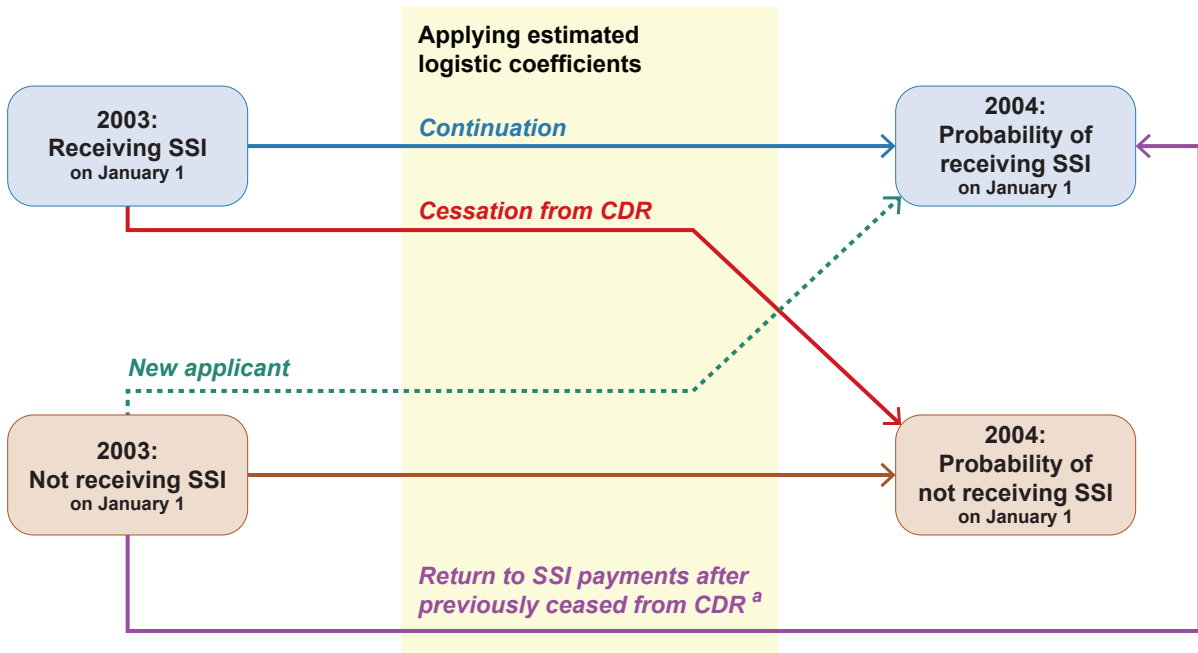 Applying estimated
logistic coefficients
2003:
Receiving SSI
on January 1
Continuation
2004:
Probability of
receiving SSI
on January 1
Cessation from CDR
New applicant
2003:
Not receiving SSI
on January 1
2004:
Probability of
not receiving SSI
on January 1
Return to SSI payments after
previously ceased from CDR a